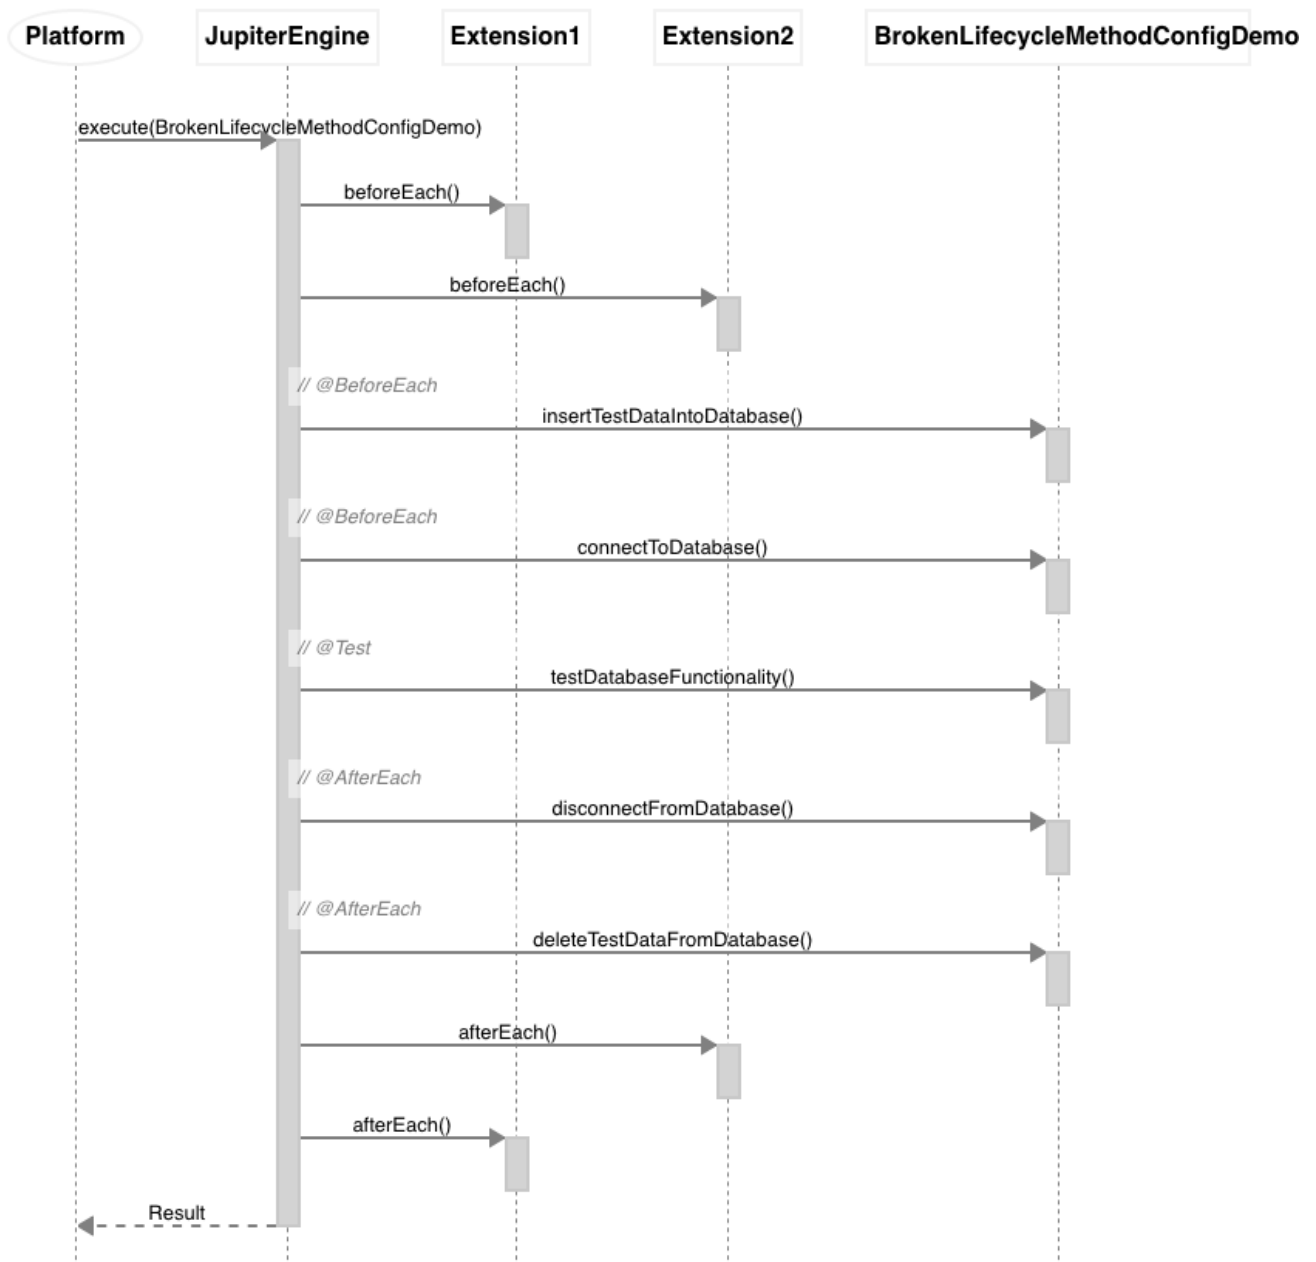 Platform JupiterEngine Extension1 Extension2 BrokenLifecycleMethodConfigDemo
execute(BrokenLifecycleMethodConfigDemo)
beforeEach()
beforeEach()
// @BeforeEach
insertTestDataIntoDatabase()
// @BeforeEach
connectToDatabase()
// @Test
testDatabaseFunctionality()
// @AfterEach
disconnectFromDatabase()
// @AfterEach
deleteTestDataFromDatabase()
afterEach()
afterEach()
Result